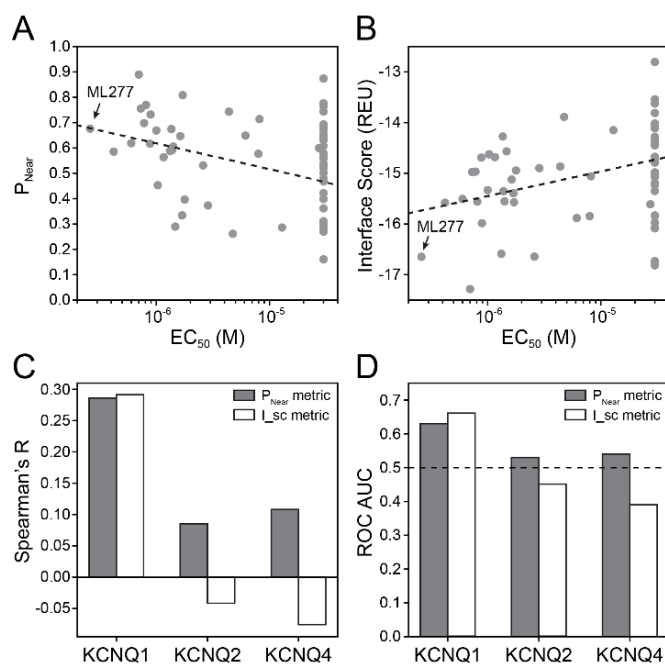 A
B
P_Near
1.0
0.9
0.8
0.7
0.6
0.5
0.4
0.3
0.2
0.1
0.0
ML277
10⁻⁶
10⁻⁵
EC₅₀ (M)
Interface Score (REU)
-13
-14
-15
-16
-17
ML277
10⁻⁶
10⁻⁵
EC₅₀ (M)
C
D
Spearman's R
0.30
0.25
0.20
0.15
0.10
0.05
0.00
-0.05
P_Near metric
I_sc metric
KCNQ1
KCNQ2
KCNQ4
ROC AUC
0.7
0.6
0.5
0.4
0.3
0.2
0.1
0.0
P_Near metric
I_sc metric
KCNQ1
KCNQ2
KCNQ4